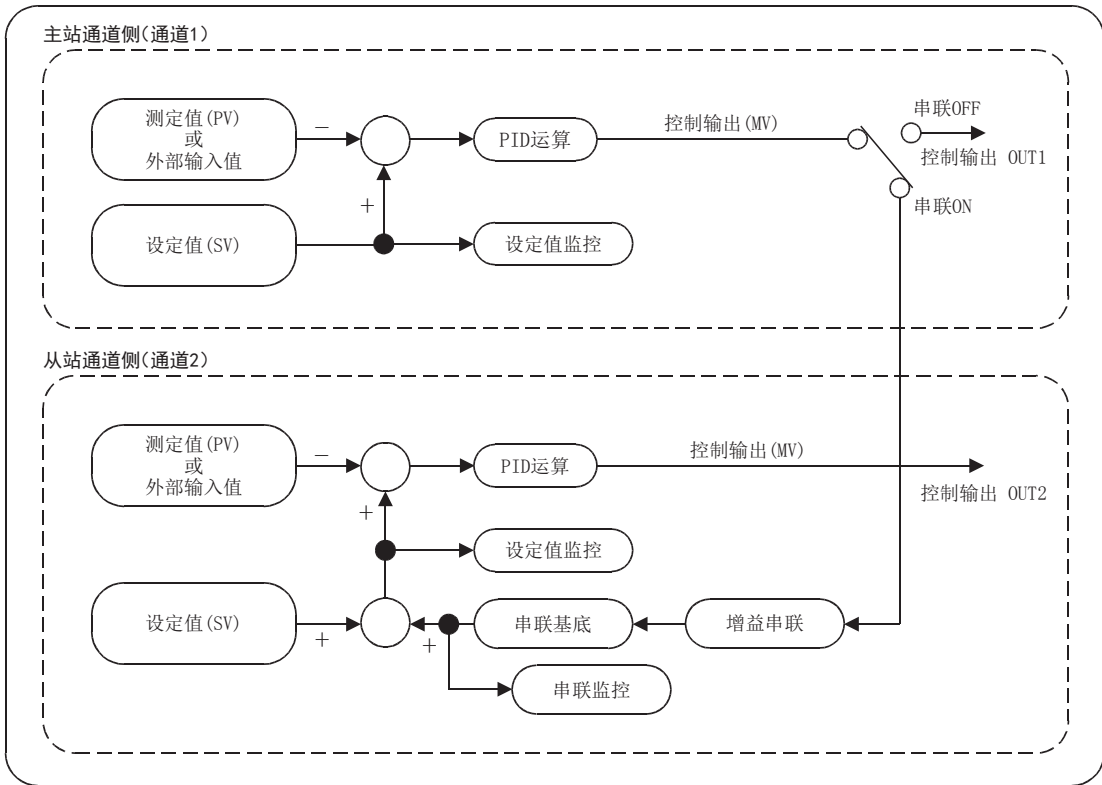 主站通道侧(通道1)
测定值(PV)
或
外部输入值
−
PID运算
控制输出(MV)
串联OFF
控制输出 OUT1
串联ON
+
设定值(SV)
设定值监控
从站通道侧(通道2)
测定值(PV)
或
外部输入值
−
PID运算
控制输出(MV)
控制输出 OUT2
+
设定值监控
设定值(SV)
+
+
串联基底
增益串联
串联监控